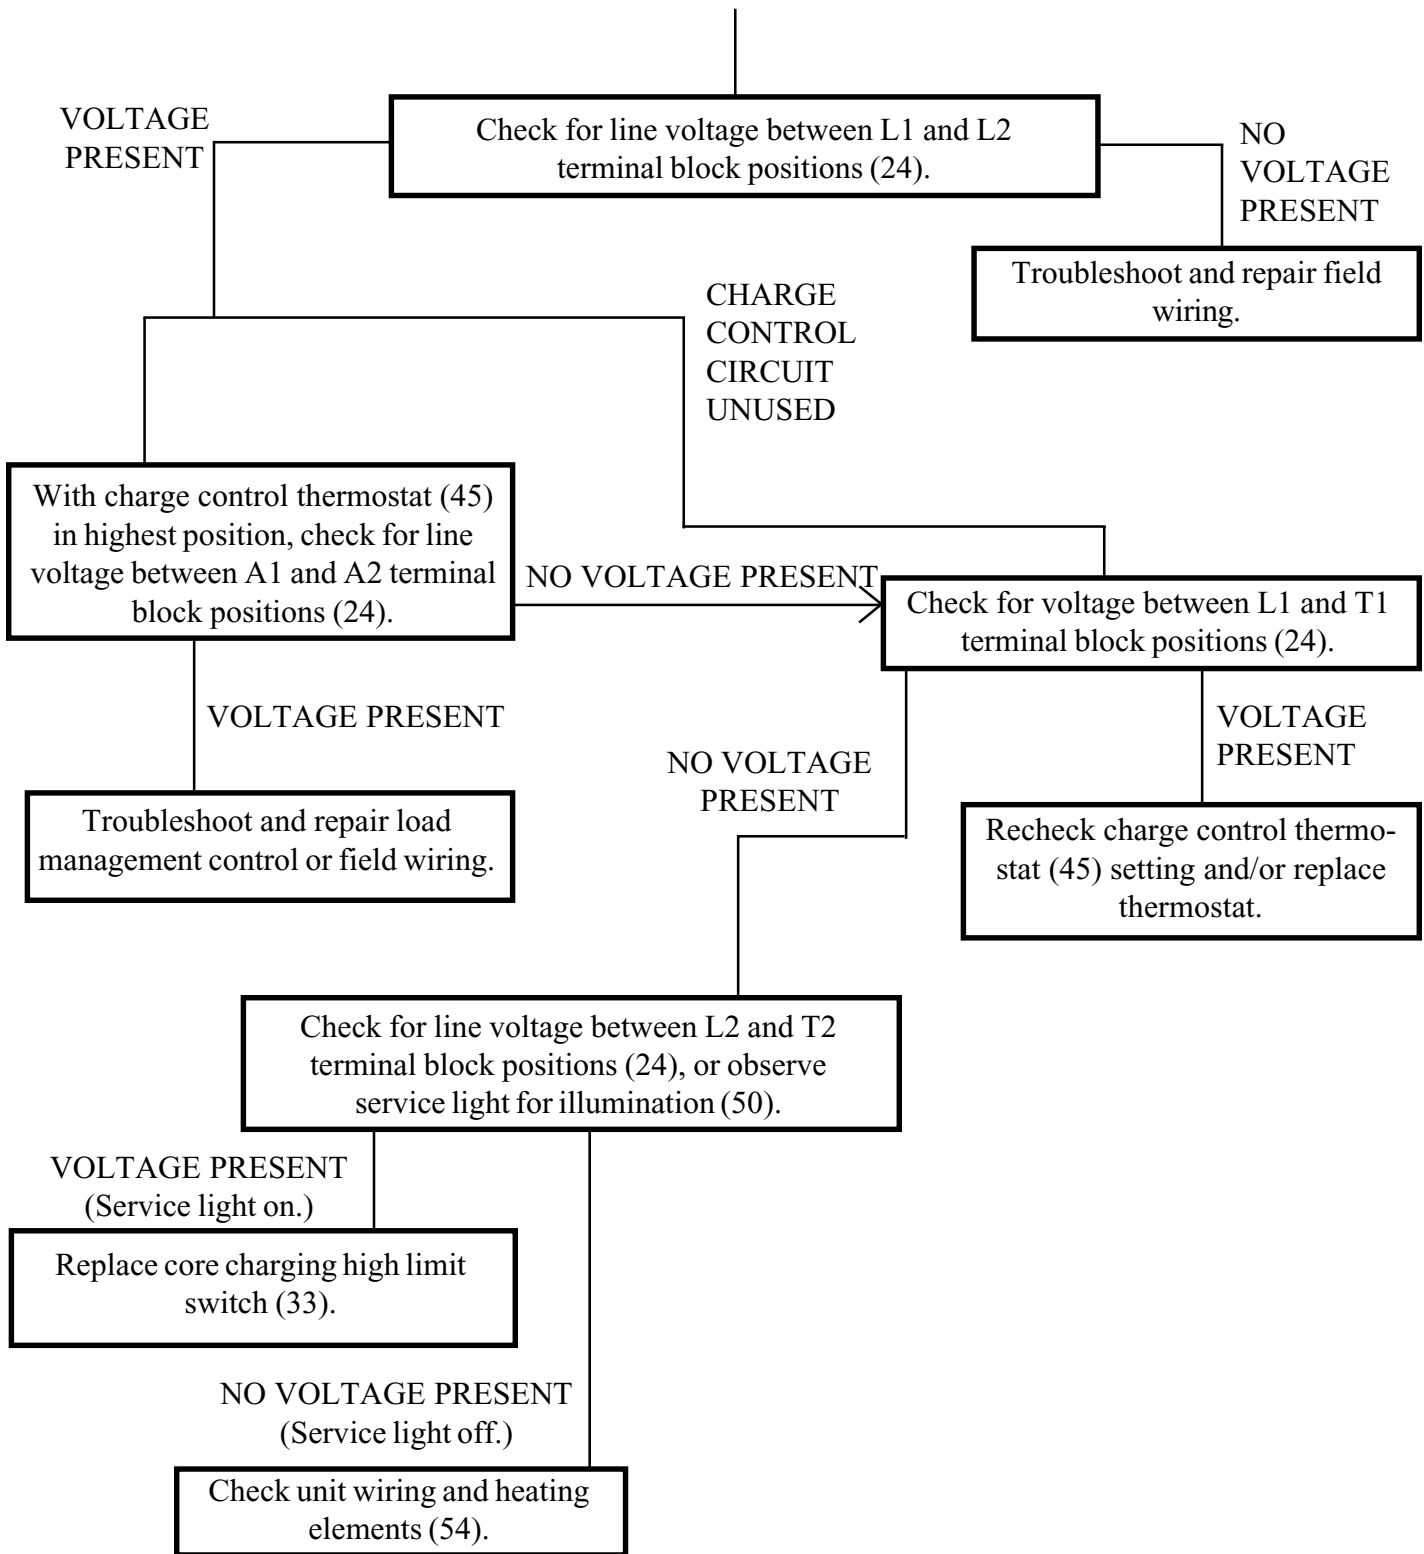 VOLTAGE
PRESENT
Check for line voltage between L1 and L2
terminal block positions (24).
NO
VOLTAGE
PRESENT
Troubleshoot and repair field
wiring.
CHARGE
CONTROL
CIRCUIT
UNUSED
With charge control thermostat (45)
in highest position, check for line
voltage between A1 and A2 terminal
block positions (24).
NO VOLTAGE PRESENT
Check for voltage between L1 and T1
terminal block positions (24).
VOLTAGE PRESENT
NO VOLTAGE
PRESENT
VOLTAGE
PRESENT
Troubleshoot and repair load
management control or field wiring.
Recheck charge control thermo-
stat (45) setting and/or replace
thermostat.
Check for line voltage between L2 and T2
terminal block positions (24), or observe
service light for illumination (50).
VOLTAGE PRESENT
(Service light on.)
Replace core charging high limit
switch (33).
NO VOLTAGE PRESENT
(Service light off.)
Check unit wiring and heating
elements (54).